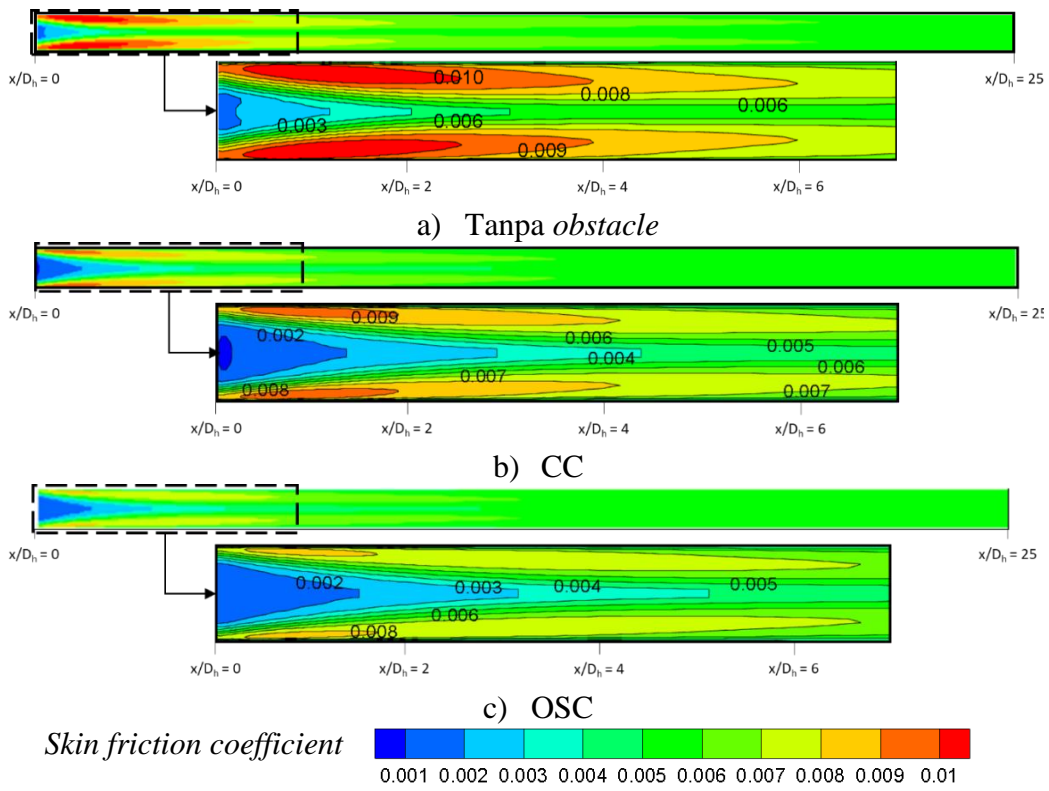 x/Dh = 0
x/Dh = 25
0.010
0.008
0.006
0.003
0.006
0.009
x/Dh = 0
x/Dh = 2
x/Dh = 4
x/Dh = 6
a) Tanpa obstacle
x/Dh = 0
x/Dh = 25
0.009
0.002
0.006
0.005
0.004
0.006
0.007
0.008
0.007
x/Dh = 0
x/Dh = 2
x/Dh = 4
x/Dh = 6
b) CC
x/Dh = 0
x/Dh = 25
0.002
0.003
0.004
0.005
0.006
0.008
x/Dh = 0
x/Dh = 2
x/Dh = 4
x/Dh = 6
c) OSC
Skin friction coefficient
0.001 0.002 0.003 0.004 0.005 0.006 0.007 0.008 0.009 0.01